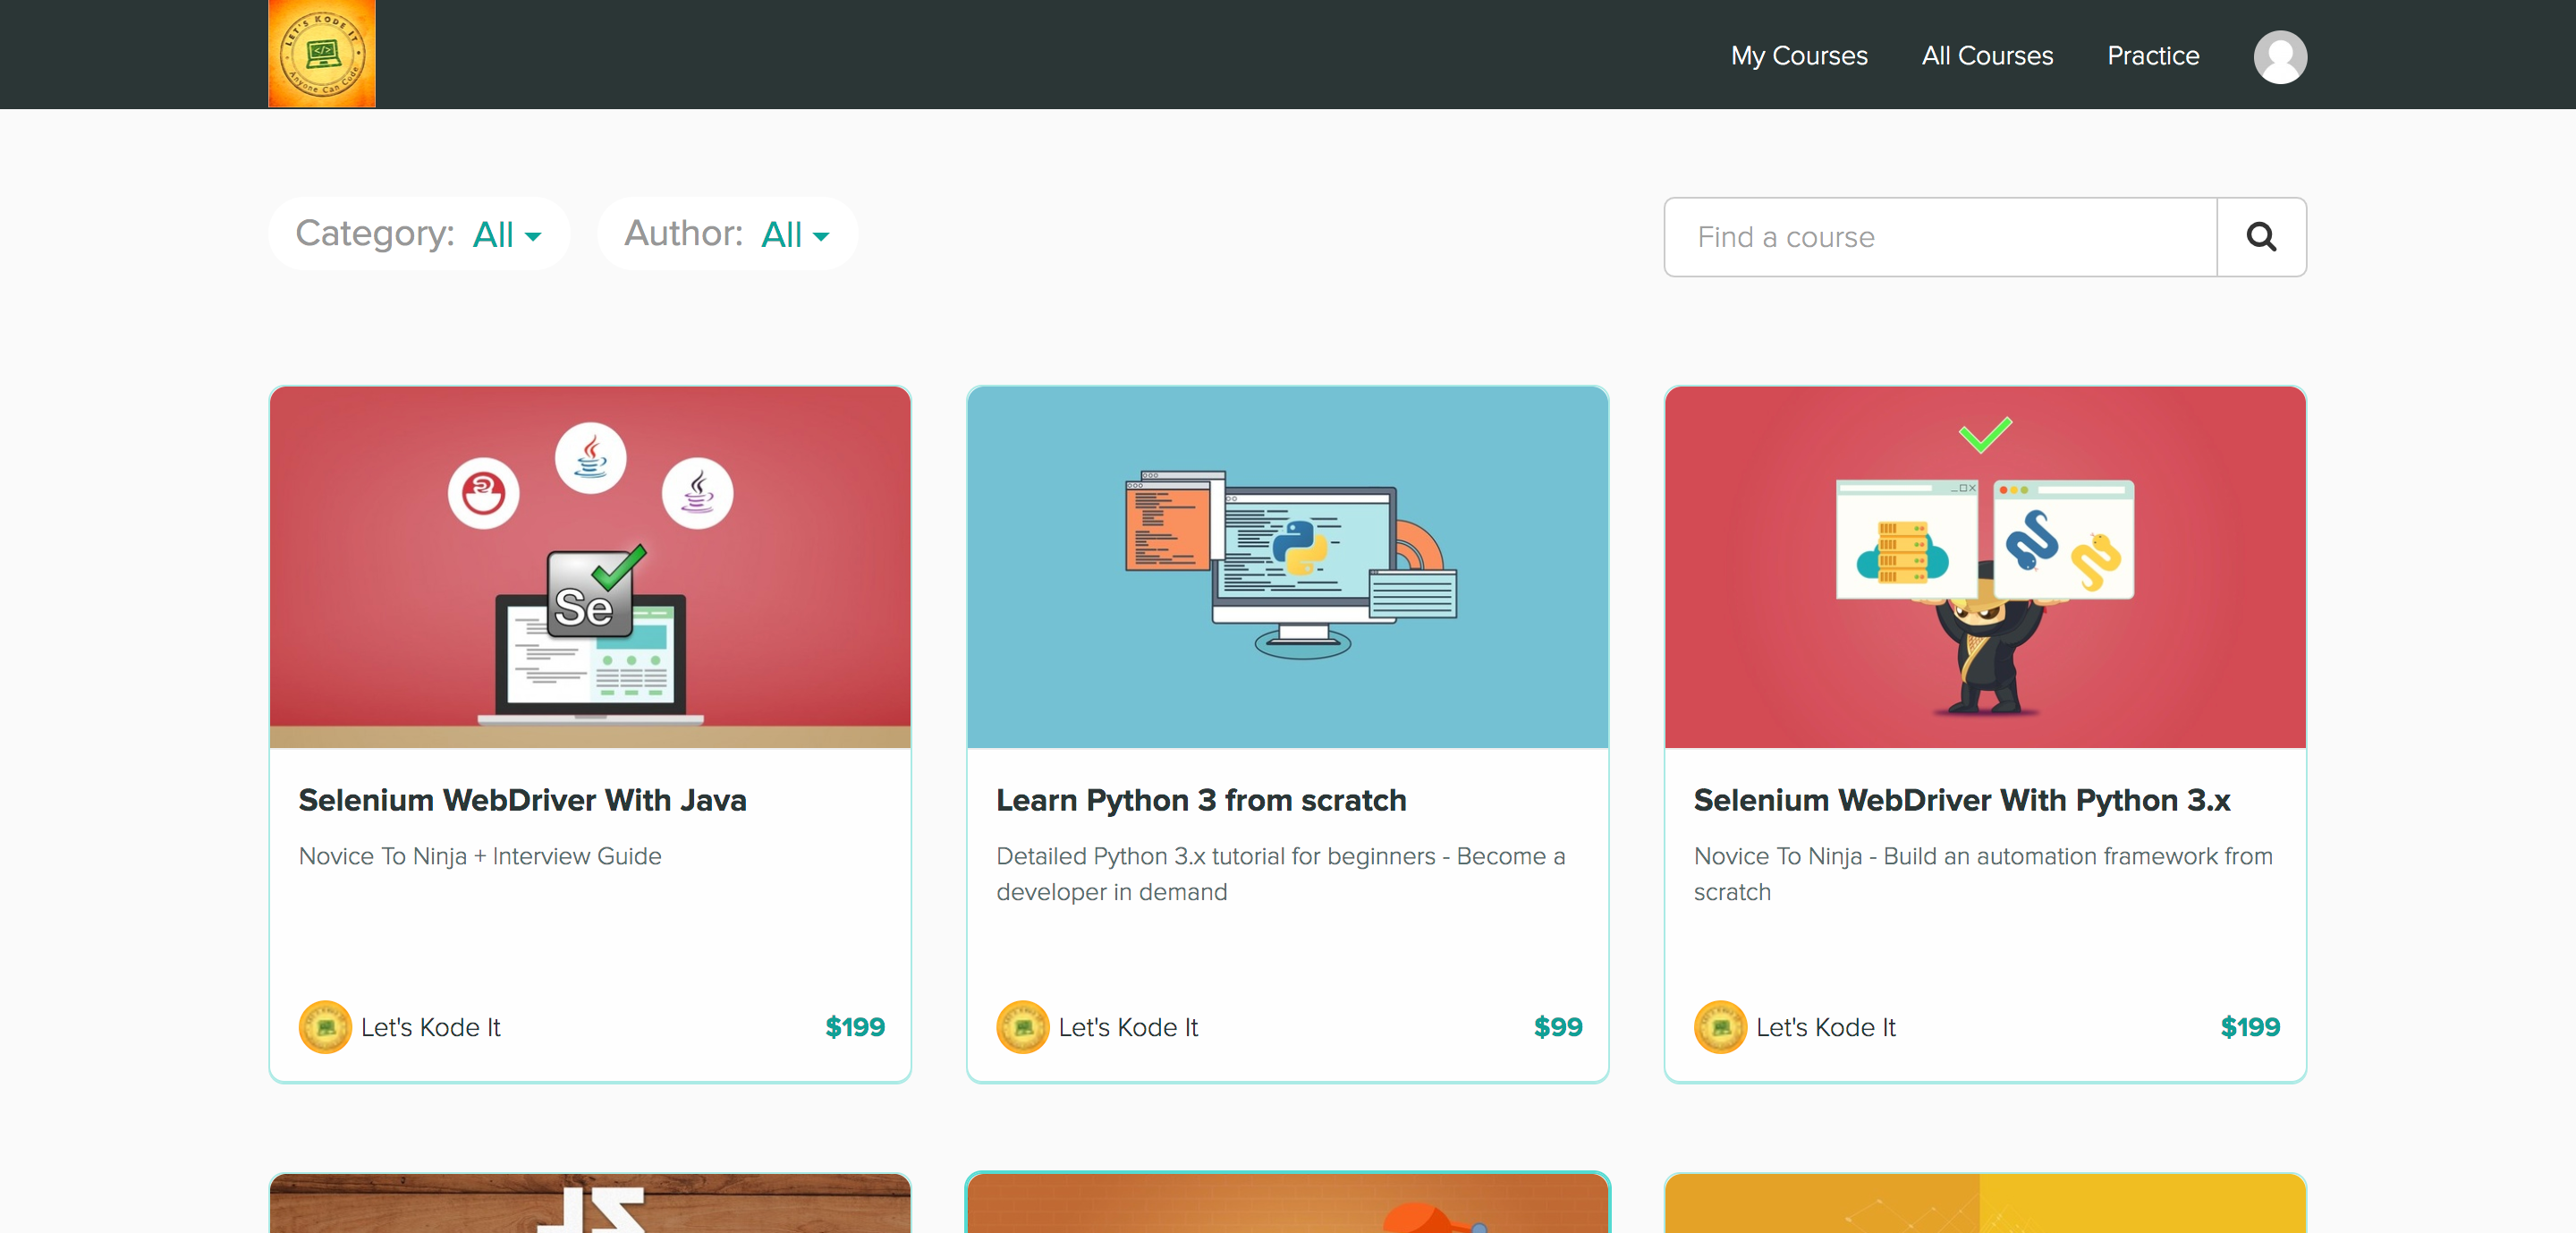 LET'S KODE IT
Anyone Can Code
My Courses
All Courses
Practice
Category: All
Author: All
Find a course
Se
Selenium WebDriver With Java
Novice To Ninja + Interview Guide
Let's Kode It
$199
Learn Python 3 from scratch
Detailed Python 3.x tutorial for beginners - Become a
developer in demand
Let's Kode It
$99
Selenium WebDriver With Python 3.x
Novice To Ninja - Build an automation framework from
scratch
Let's Kode It
$199